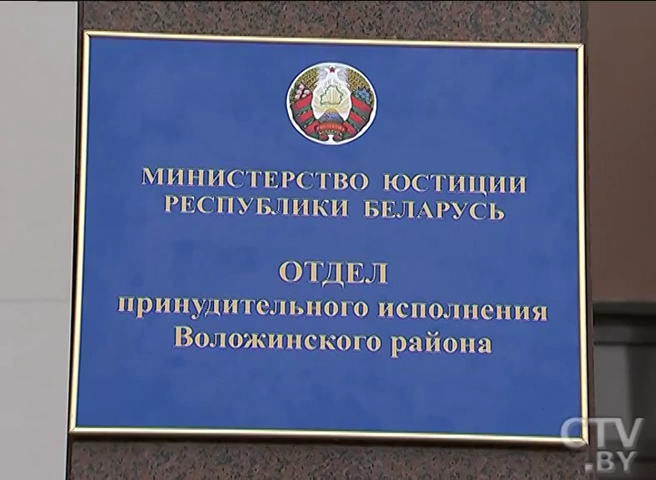 МИНИСТЕРСТВО ЮСТИЦИИ
РЕСПУБЛИКИ БЕЛАРУСЬ
ОТДЕЛ
принудительного исполнения
Воложинского района
CTV
.BY